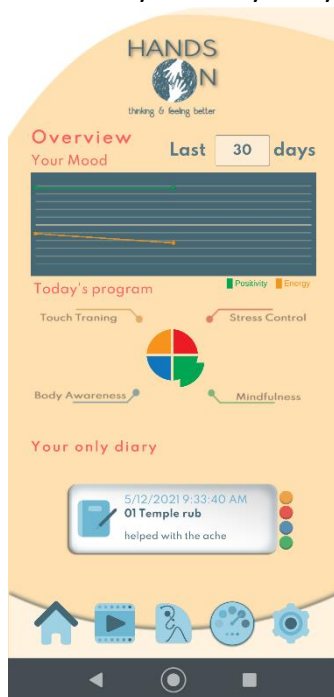 HANDS
ON
thinking & feeling better
Overview
Your Mood
Last 30 days
Positivity Energy
Today's program
Touch Traning
Stress Control
Body Awareness
Mindfulness
Your only diary
5/12/2021 9:33:40 AM
01 Temple rub
helped with the ache